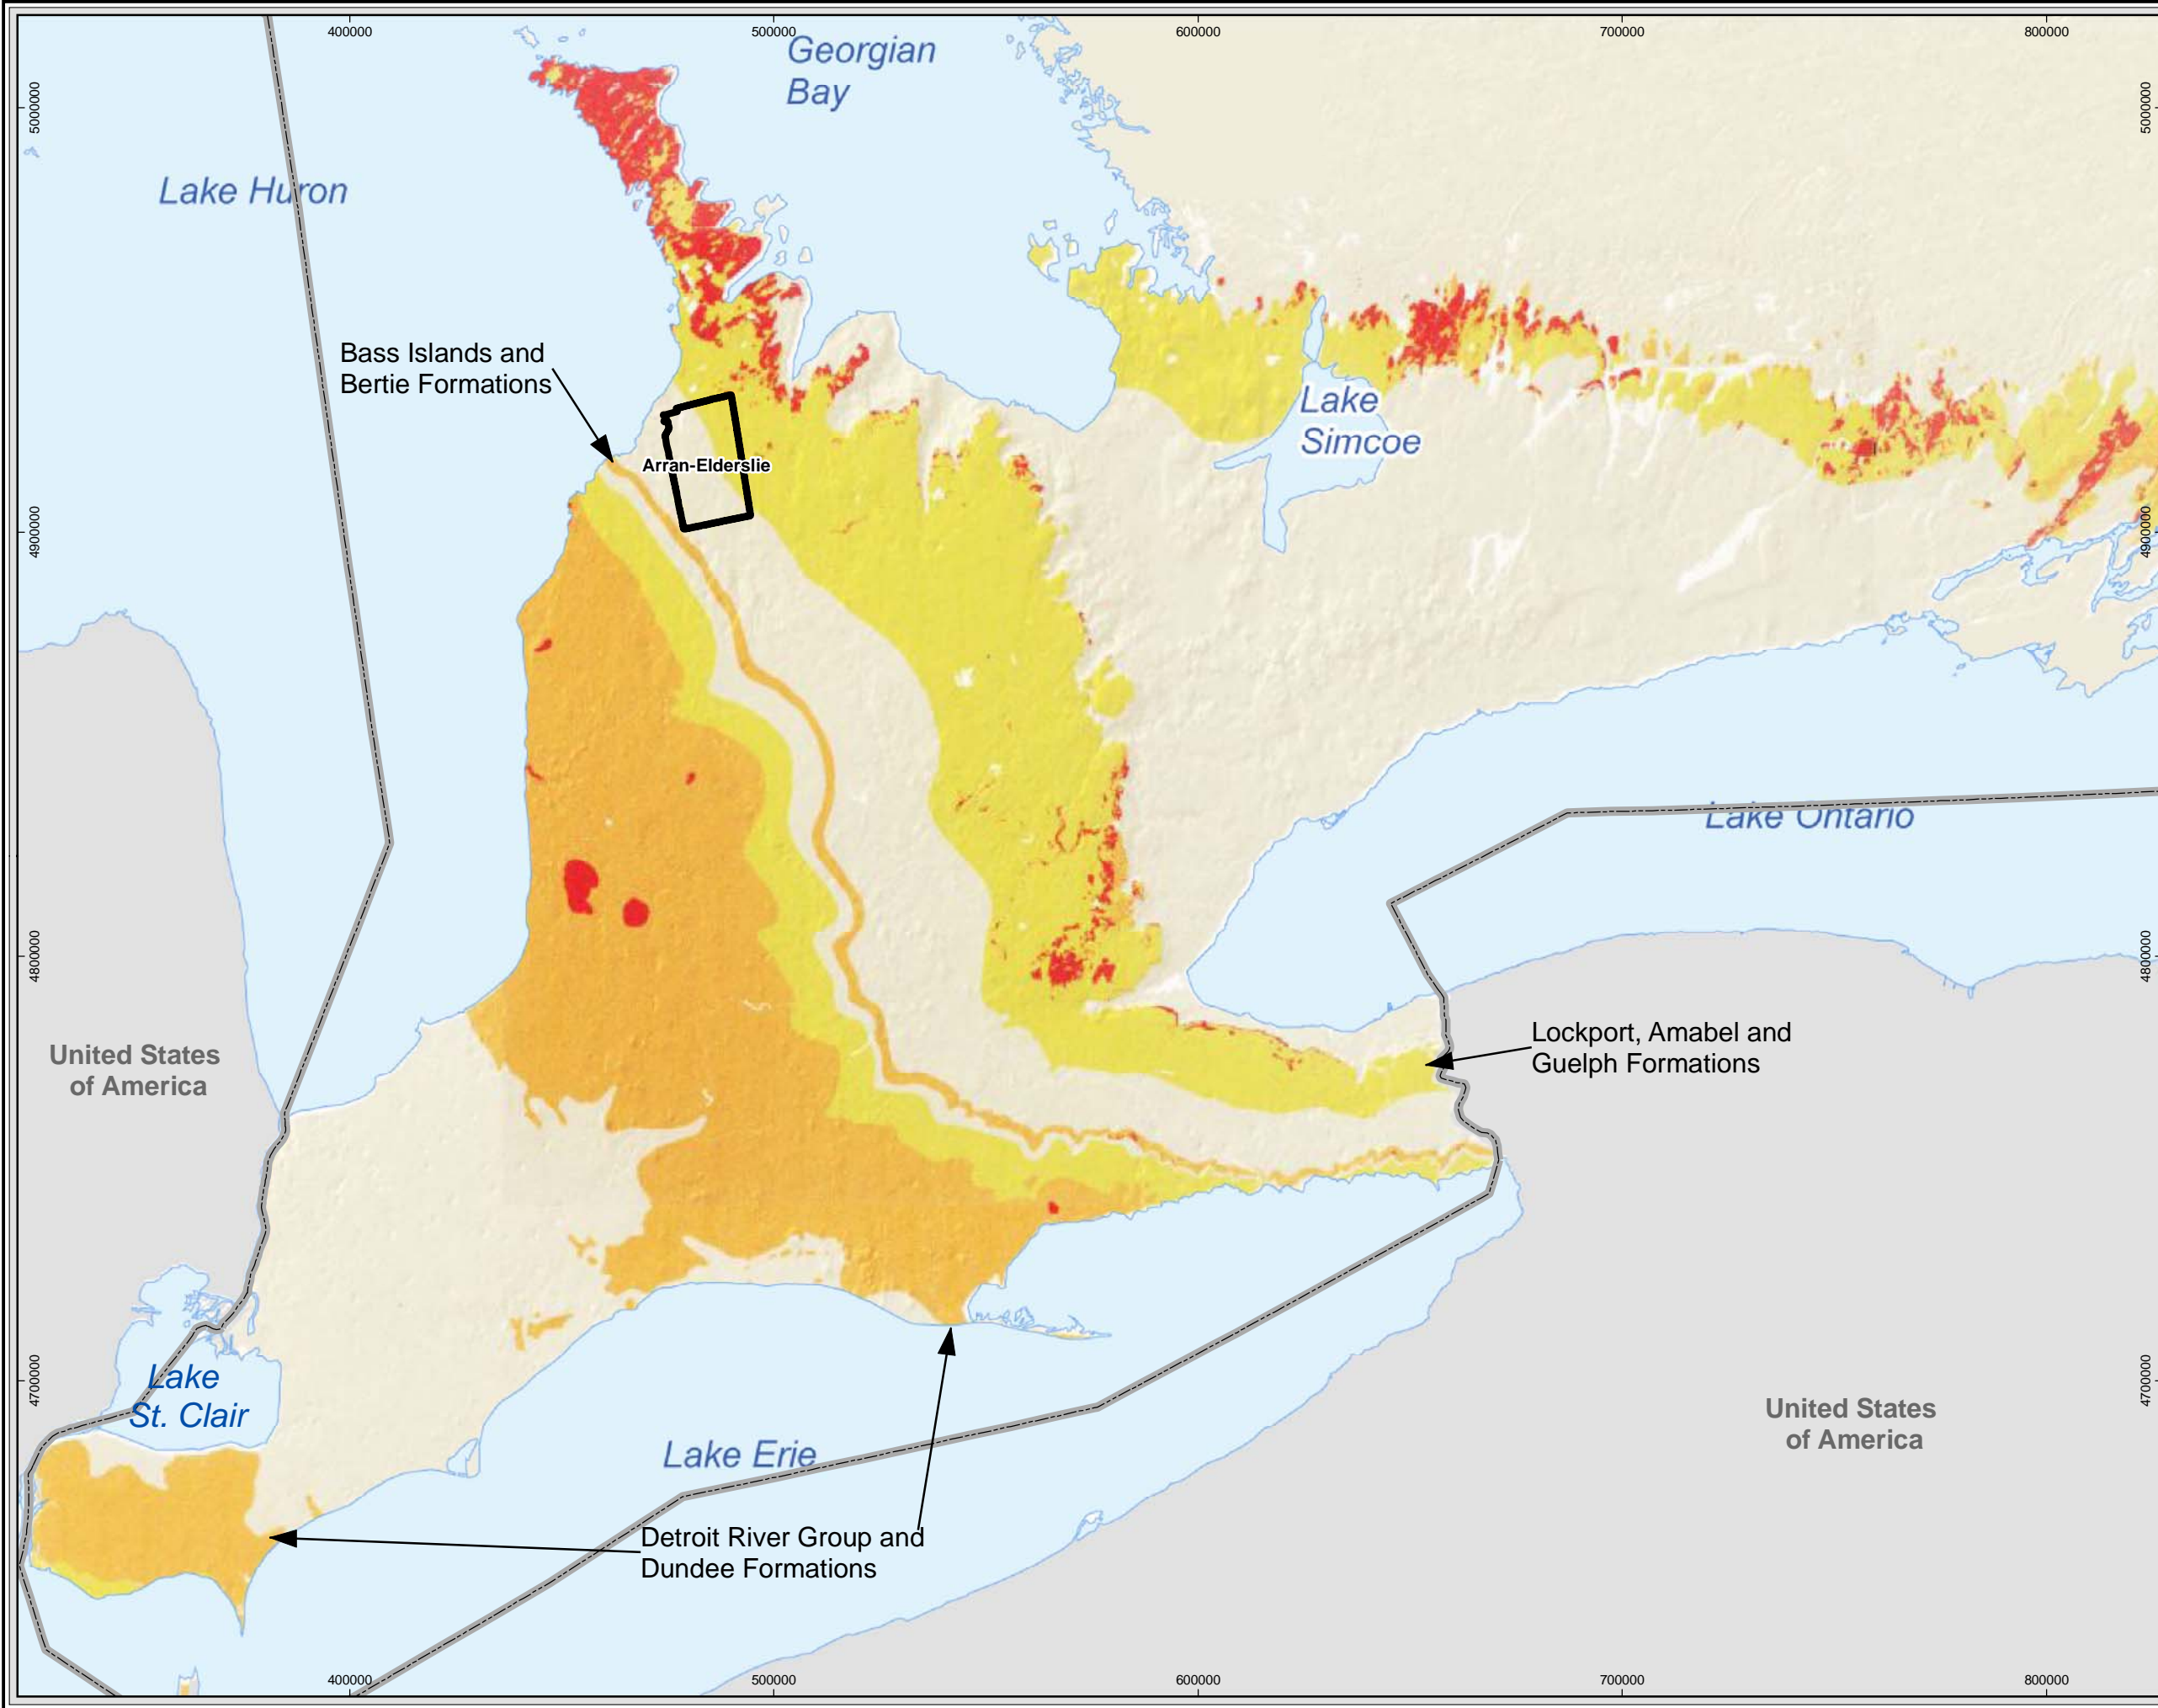 400000
500000
600000
700000
800000
Georgian
Bay
5000000
5000000
Lake Huron
Bass Islands and
Bertie Formations
Lake
Simcoe
Arran-Elderslie
4900000
4900000
Lake Ontario
4800000
4800000
United States
of America
Lockport, Amabel and
Guelph Formations
Lake
St. Clair
4700000
4700000
United States
of America
Lake Erie
Detroit River Group and
Dundee Formations
400000
500000
600000
700000
800000